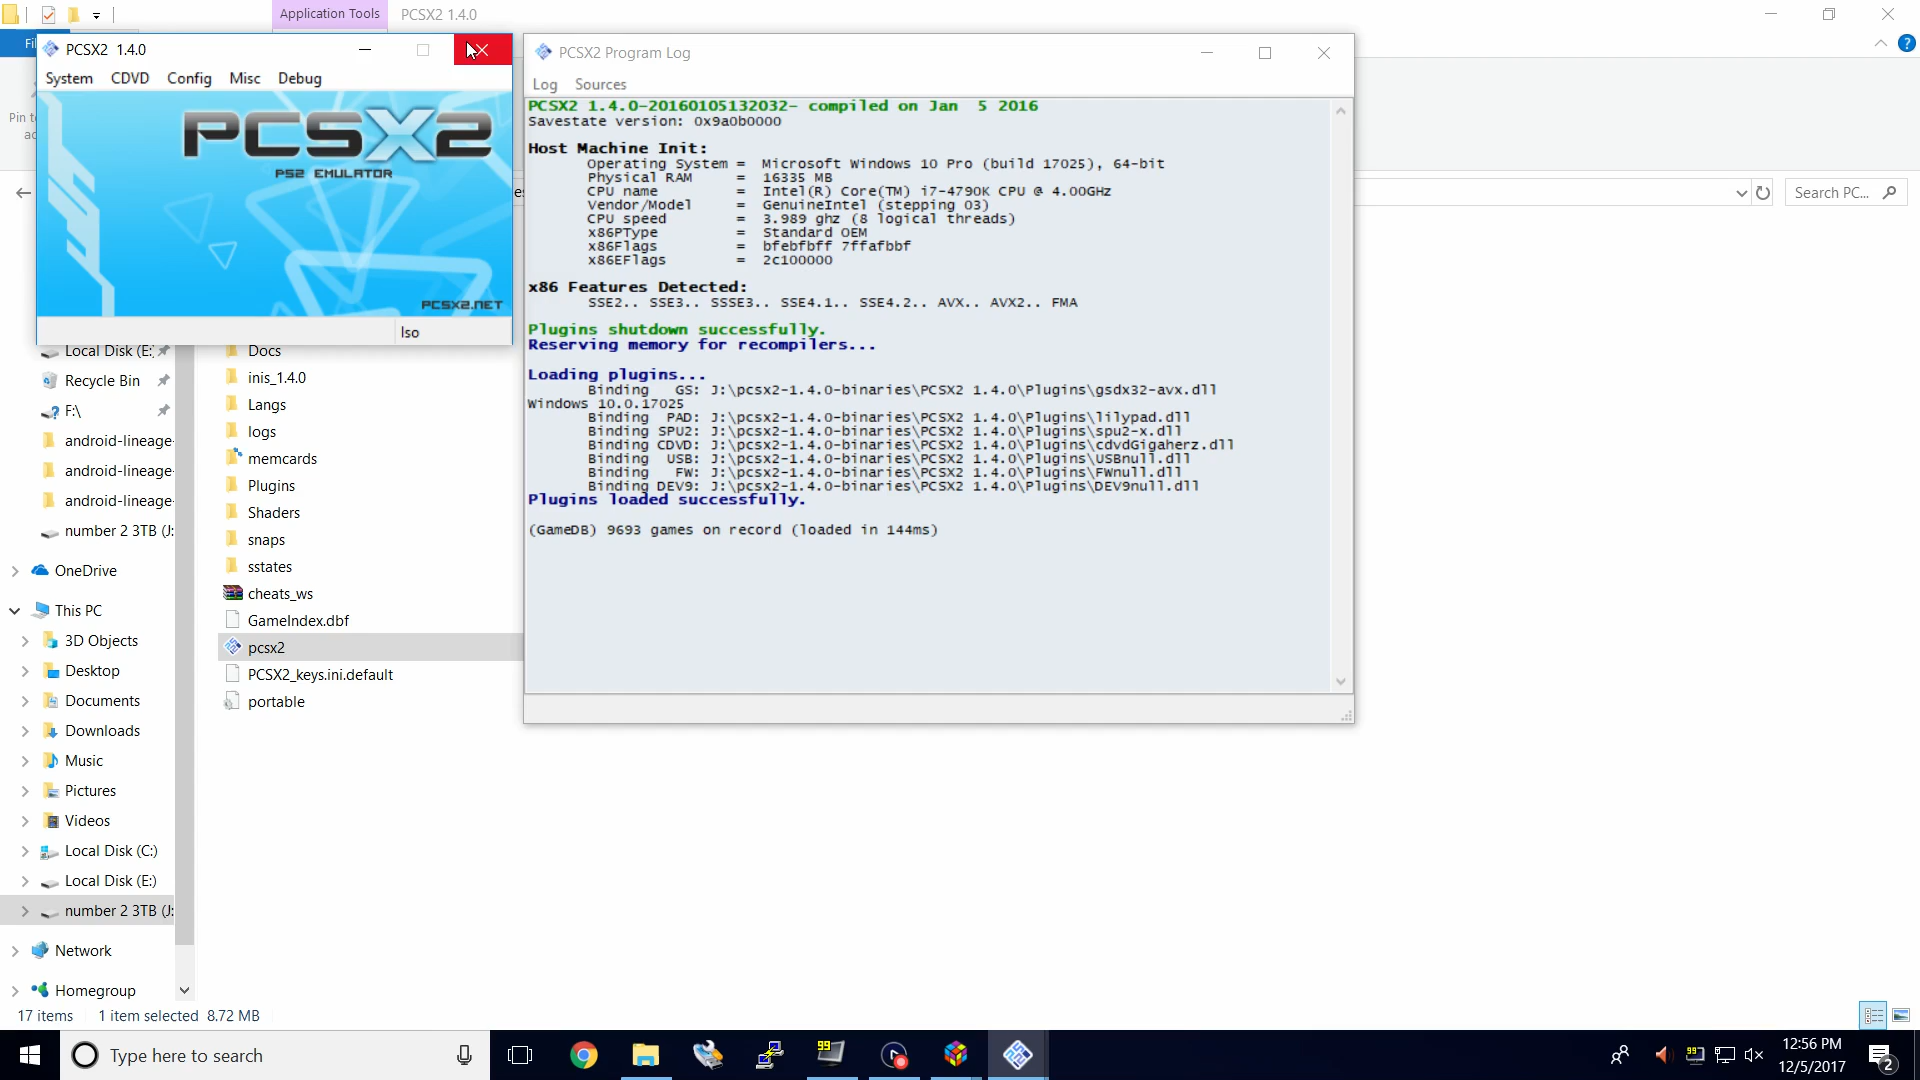 Application Tools PCSX2 1.4.0
Fi
PCSX2 1.4.0
System CDVD Config Misc Debug
PCSX2
PS2 EMULATOR
PCSX2.NET
Iso
PCSX2 Program Log
Log Sources
PCSX2 1.4.0-20160105132032- compiled on Jan  5 2016
Savestate version: 0x9a0b0000
Host Machine Init:
Operating System =  Microsoft Windows 10 Pro (build 17025), 64-bit
Physical RAM     =  16335 MB
CPU name         =  Intel(R) Core(TM) i7-4790K CPU @ 4.00GHz
Vendor/Model     =  GenuineIntel (stepping 03)
CPU speed        =  3.989 ghz (8 logical threads)
x86PType         =  Standard OEM
x86Flags         =  bfebfbff 7ffafbbf
x86EFlags        =  2c100000
x86 Features Detected:
SSE2.. SSE3.. SSSE3.. SSE4.1.. SSE4.2.. AVX.. AVX2.. FMA
Plugins shutdown successfully.
Reserving memory for recompilers...
Loading plugins...
Binding   GS: J:\pcsx2-1.4.0-binaries\PCSX2 1.4.0\Plugins\gsdx32-avx.dll
Windows 10.0.17025
Binding  PAD: J:\pcsx2-1.4.0-binaries\PCSX2 1.4.0\Plugins\lilypad.dll
Binding SPU2: J:\pcsx2-1.4.0-binaries\PCSX2 1.4.0\Plugins\spu2-x.dll
Binding CDVD: J:\pcsx2-1.4.0-binaries\PCSX2 1.4.0\Plugins\cdvdGigaherz.dll
Binding  USB: J:\pcsx2-1.4.0-binaries\PCSX2 1.4.0\Plugins\USBnull.dll
Binding   FW: J:\pcsx2-1.4.0-binaries\PCSX2 1.4.0\Plugins\FWnull.dll
Binding DEV9: J:\pcsx2-1.4.0-binaries\PCSX2 1.4.0\Plugins\DEV9null.dll
Plugins loaded successfully.
(GameDB) 9693 games on record (loaded in 144ms)
Search PC...
Pin t
Local Disk (E:
Recycle Bin
F:\
android-lineage-
android-lineage-
android-lineage-
number 2 3TB (J:
OneDrive
This PC
3D Objects
Desktop
Documents
Downloads
Music
Pictures
Videos
Local Disk (C:)
Local Disk (E:)
number 2 3TB (J:
Network
Homegroup
Docs
inis_1.4.0
Langs
logs
memcards
Plugins
Shaders
snaps
sstates
cheats_ws
GameIndex.dbf
pcsx2
PCSX2_keys.ini.default
portable
17 items 1 item selected 8.72 MB
Type here to search
99
99
12:56 PM
12/5/2017
2